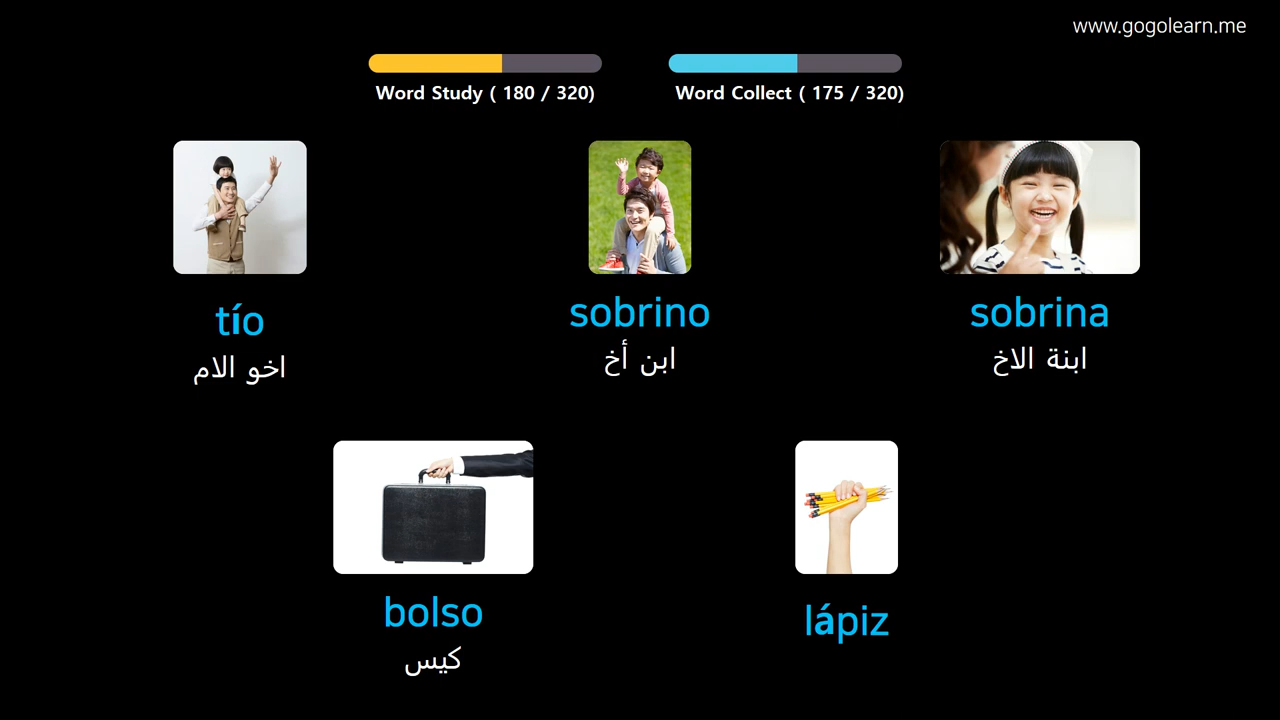 www.gogolearn.me
Word Study ( 180 / 320)
Word Collect ( 175 / 320)
tío
اخو الام
sobrino
ابن أخ
sobrina
ابنة الاخ
bolso
كيس
lápiz